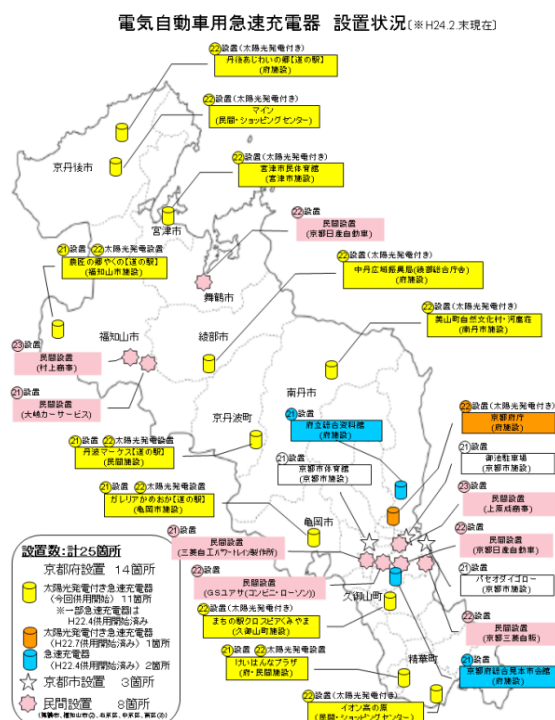 電気自動車用急速充電器 設置状況〔※H24.2.末現在〕
㉒設置(太陽光発電付き)
丹後あじわいの郷【道の駅】
(府施設)
㉒設置(太陽光発電付き)
マイン
(民間・ショッピングセンター)
京丹後市
㉒設置(太陽光発電付き)
宮津市民体育館
(宮津市施設)
宮津市
㉒設置
民間設置
(京都日産自動車)
㉑設置・㉒太陽光発電設置
農匠の郷やくの【道の駅】
(福知山市施設)
㉒設置(太陽光発電付き)
中丹広域振興局(綾部総合庁舎)
(府施設)
舞鶴市
㉒設置(太陽光発電付き)
美山町自然文化村・河鹿荘
(南丹市施設)
福知山市
綾部市
㉓設置
民間設置
(村上商事)
南丹市
㉑設置
民間設置
(大嶋カーサービス)
京丹波町
㉑設置
府立総合資料館
(府施設)
㉒設置(太陽光発電付き)
京都府庁
(府施設)
㉑設置 ㉒太陽光発電設置
丹波マーケス【道の駅】
(民間施設)
㉑設置
京都市体育館
(京都市施設)
㉑設置
御池駐車場
(京都市施設)
㉑設置 ㉒太陽光発電設置
ガレリアかめおか【道の駅】
(亀岡市施設)
㉓設置
民間設置
(上原成商事)
亀岡市
㉑設置
民間設置
(三菱自工パワートレイン製作所)
㉒設置
民間設置
(京都日産自動車)
㉒設置
民間設置
(GSユアサ(コンビニ・ローソン))
㉑設置
パセオダイゴロー
(京都市施設)
久御山町
㉒設置(太陽光発電付き)
まちの駅クロスピアくみやま
(久御山町施設)
㉒設置
民間設置
(京都三菱自販)
㉑設置 ㉒太陽光発電設置
けいはんなプラザ
(府・民間施設)
精華町
㉑設置
京都府総合見本市会館
(府施設)
㉒設置(太陽光発電付き)
イオン高の原
(民間・ショッピングセンター)
設置数:計25箇所
京都府設置 14箇所
太陽光発電付き急速充電器
(今回供用開始) 11箇所
※一部急速充電器は
H22.4供用開始済み
太陽光発電付き急速充電器
(H22.7供用開始済み) 1箇所
急速充電器
(H22.4供用開始済み) 2箇所
京都市設置 3箇所
民間設置 8箇所